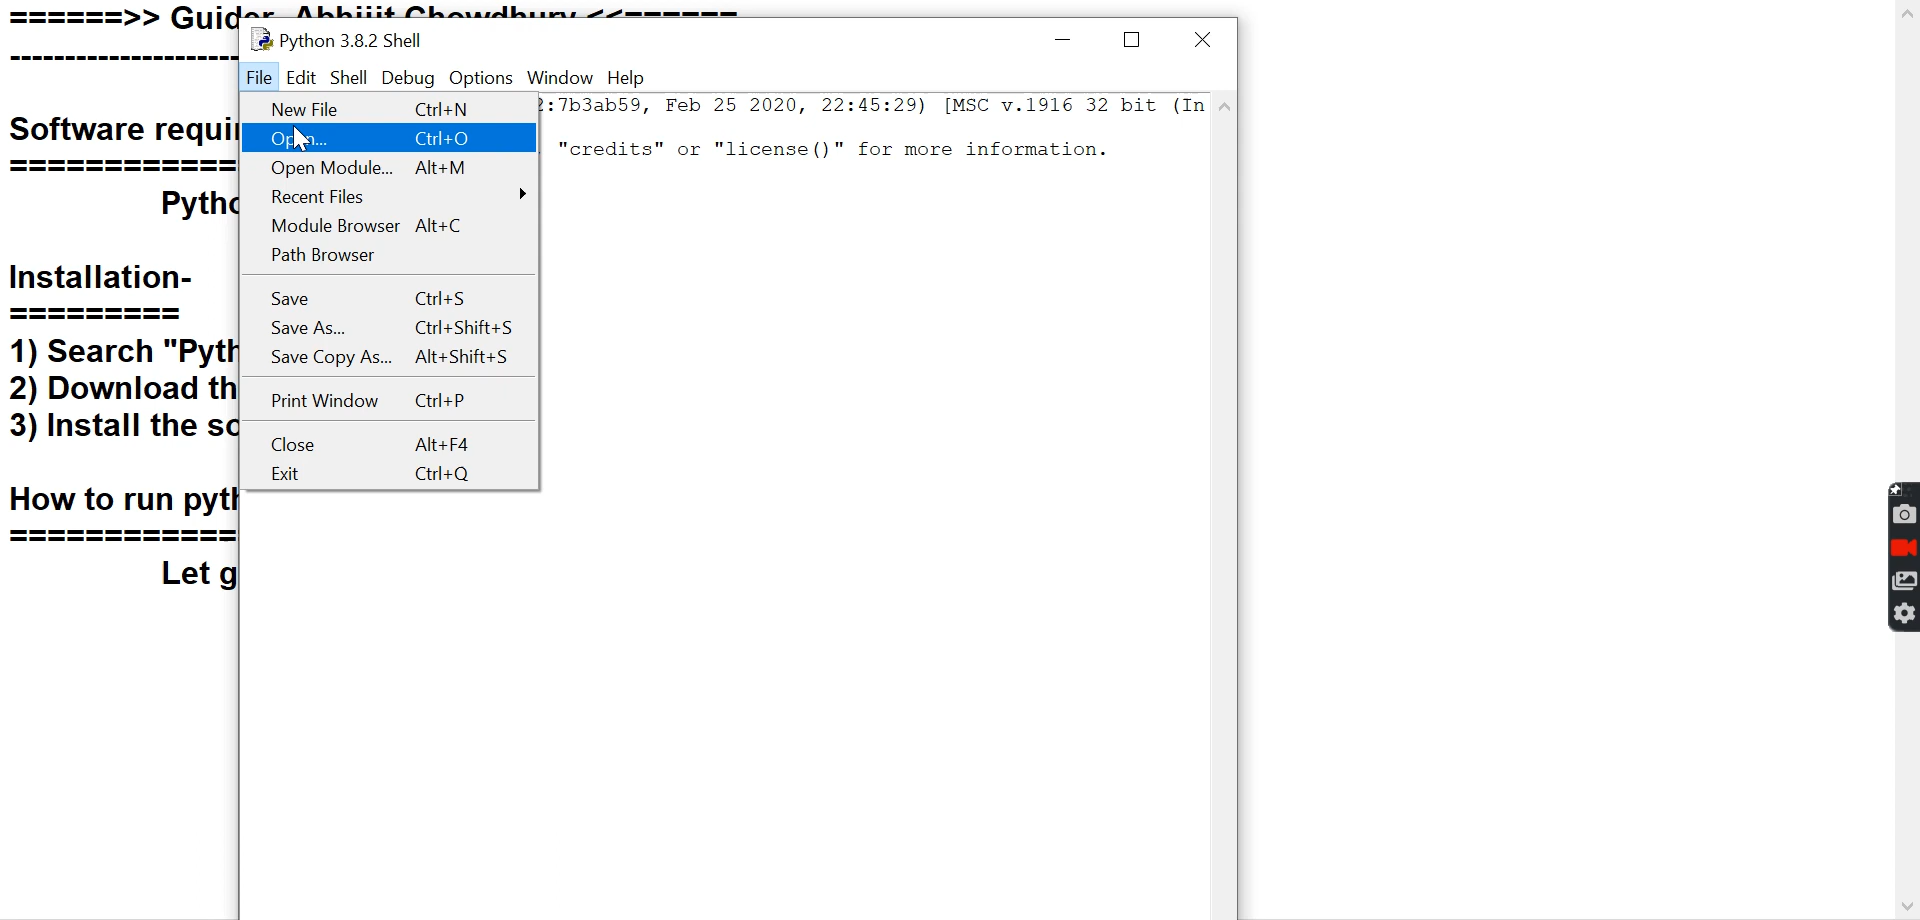 ======>> Guider
Python 3.8.2 Shell
File Edit Shell Debug Options Window Help
New File Ctrl+N
:7b3ab59, Feb 25 2020, 22:45:29) [MSC v.1916 32 bit (In
Open... Ctrl+O
"credits" or "license()" for more information.
Open Module... Alt+M
Recent Files
Module Browser Alt+C
Path Browser
Save Ctrl+S
Save As... Ctrl+Shift+S
Save Copy As... Alt+Shift+S
Print Window Ctrl+P
Close Alt+F4
Exit Ctrl+Q
Software requi
=============
Pytho
Installation-
=========
1) Search "Pyth
2) Download th
3) Install the so
How to run pyth
=============
Let g